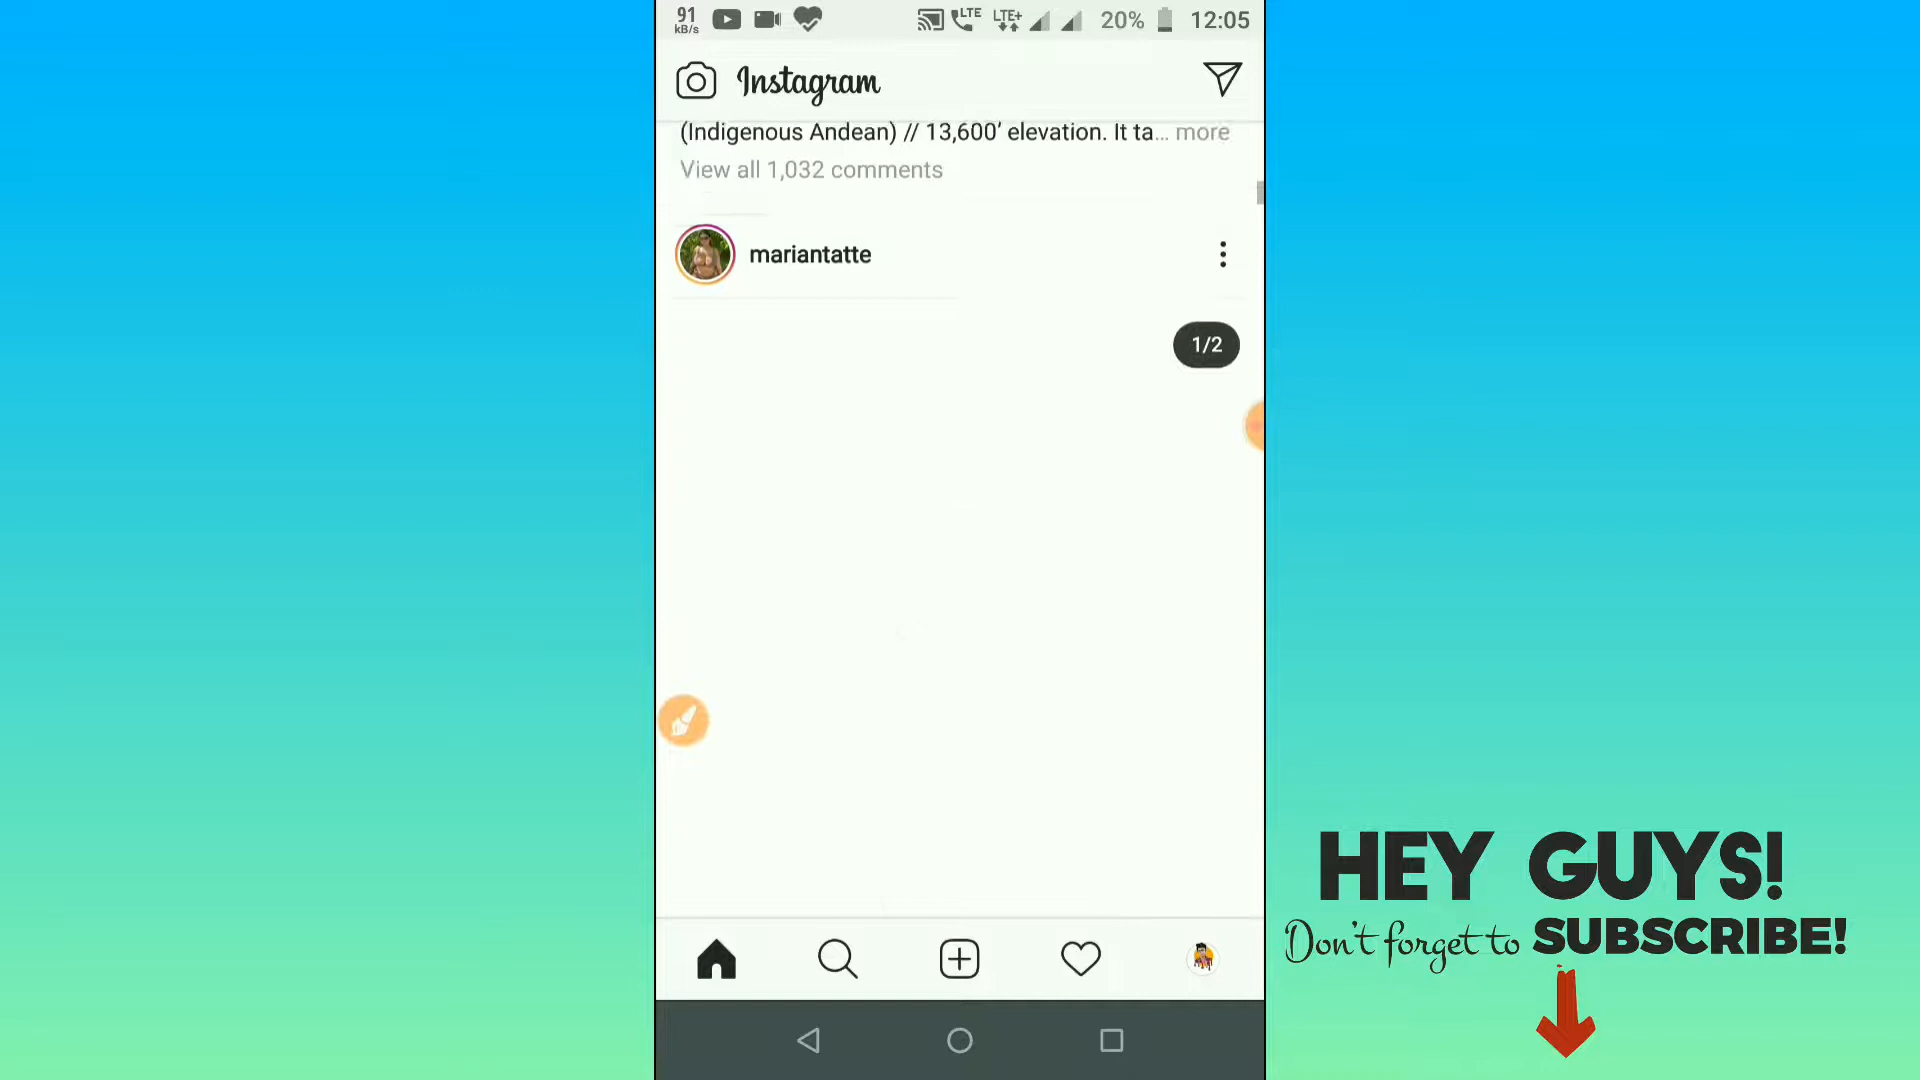 91
kB/s
LTE
LTE+
20%
12:05
Instagram
(Indigenous Andean) // 13,600’ elevation. It ta… more
View all 1,032 comments
mariantatte
1/2
HEY GUYS!
Don't forget to SUBSCRIBE!